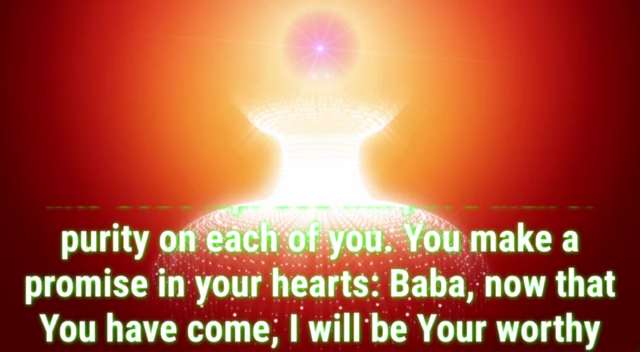 purity on each of you. You make a
promise in your hearts: Baba, now that
You have come, I will be Your worthy